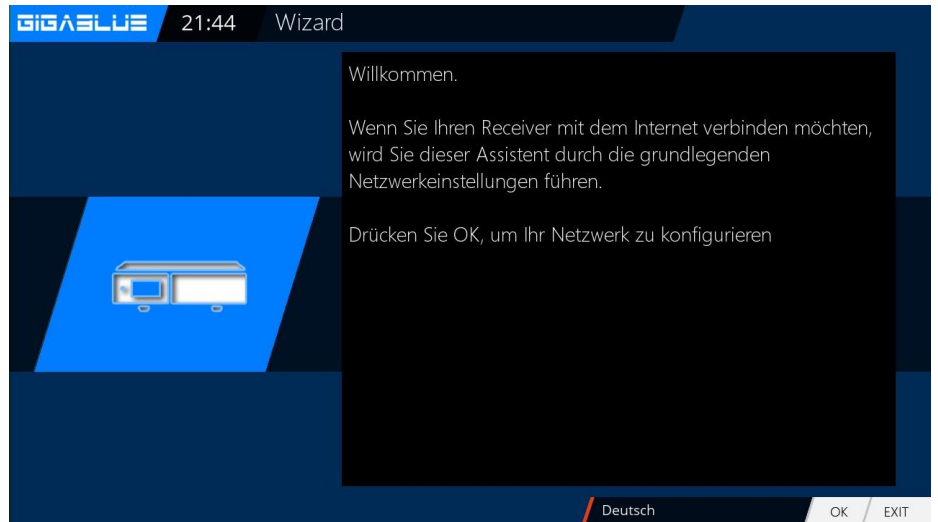 GIGABLUE
21:44
Wizard
Willkommen.
Wenn Sie Ihren Receiver mit dem Internet verbinden möchten,
wird Sie dieser Assistent durch die grundlegenden
Netzwerkeinstellungen führen.
Drücken Sie OK, um Ihr Netzwerk zu konfigurieren
Deutsch
OK
EXIT